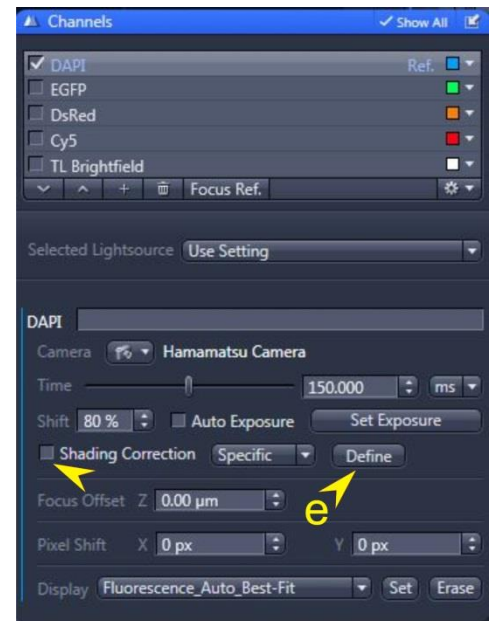 Channels Show All
DAPI Ref.
EGFP
DsRed
Cy5
TL Brightfield
+ Focus Ref.
Selected Lightsource Use Setting
DAPI
Camera Hamamatsu Camera
Time 150.000 ms
Shift 80 % Auto Exposure Set Exposure
Shading Correction Specific Define
e
Focus Offset Z 0.00 µm
Pixel Shift X 0 px Y 0 px
Display Fluorescence_Auto_Best-Fit Set Erase